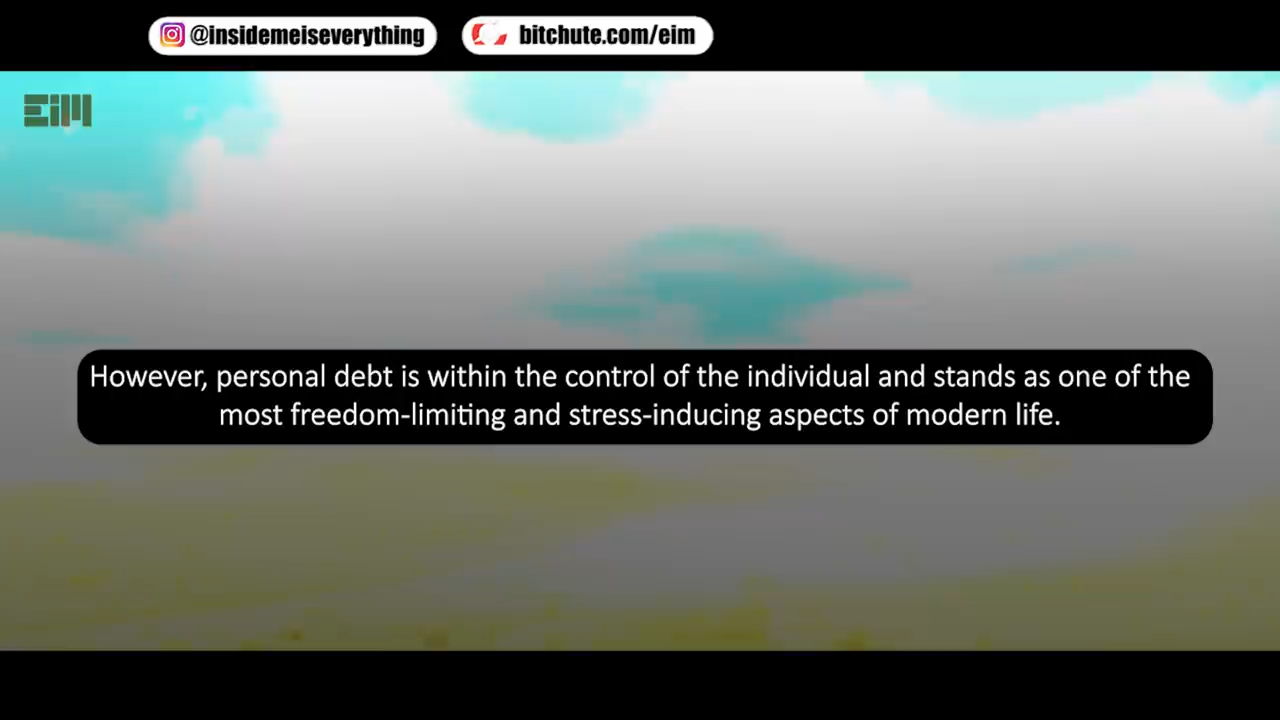 @insidemeiseverything
bitchute.com/eim
EiM
However, personal debt is within the control of the individual and stands as one of the
most freedom-limiting and stress-inducing aspects of modern life.